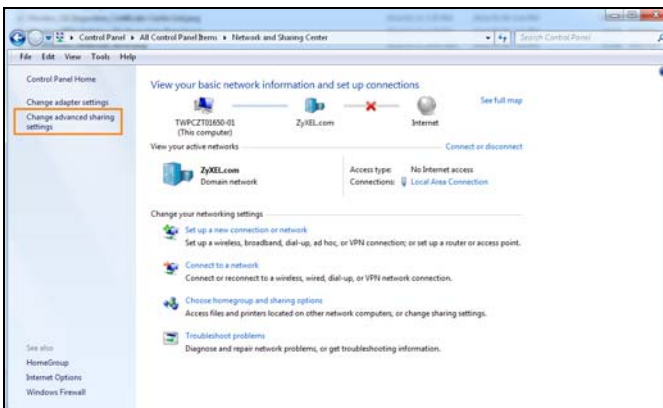 Control Panel ▸ All Control Panel Items ▸ Network and Sharing Center
Search Control Panel
File Edit View Tools Help
Control Panel Home
Change adapter settings
Change advanced sharing
settings
See also
HomeGroup
Internet Options
Windows Firewall
View your basic network information and set up connections
See full map
TWPCZT01650-01
(This computer)
ZyXEL.com
Internet
View your active networks
Connect or disconnect
ZyXEL.com
Domain network
Access type: No Internet access
Connections: Local Area Connection
Change your networking settings
Set up a new connection or network
Set up a wireless, broadband, dial-up, ad hoc, or VPN connection; or set up a router or access point.
Connect to a network
Connect or reconnect to a wireless, wired, dial-up, or VPN network connection.
Choose homegroup and sharing options
Access files and printers located on other network computers, or change sharing settings.
Troubleshoot problems
Diagnose and repair network problems, or get troubleshooting information.